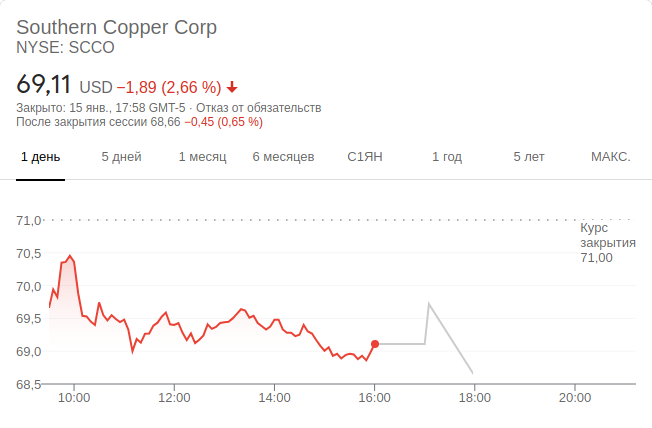 Southern Copper Corp
NYSE: SCCO
69,11 USD −1,89 (2,66 %)
Закрыто: 15 янв., 17:58 GMT-5 · Отказ от обязательств
После закрытия сессии 68,66 −0,45 (0,65 %)
1 день 5 дней 1 месяц 6 месяцев С1ЯН 1 год 5 лет МАКС.
71,0
Курс
закрытия
71,00
70,5
70,0
69,5
69,0
68,5
10:00 12:00 14:00 16:00 18:00 20:00